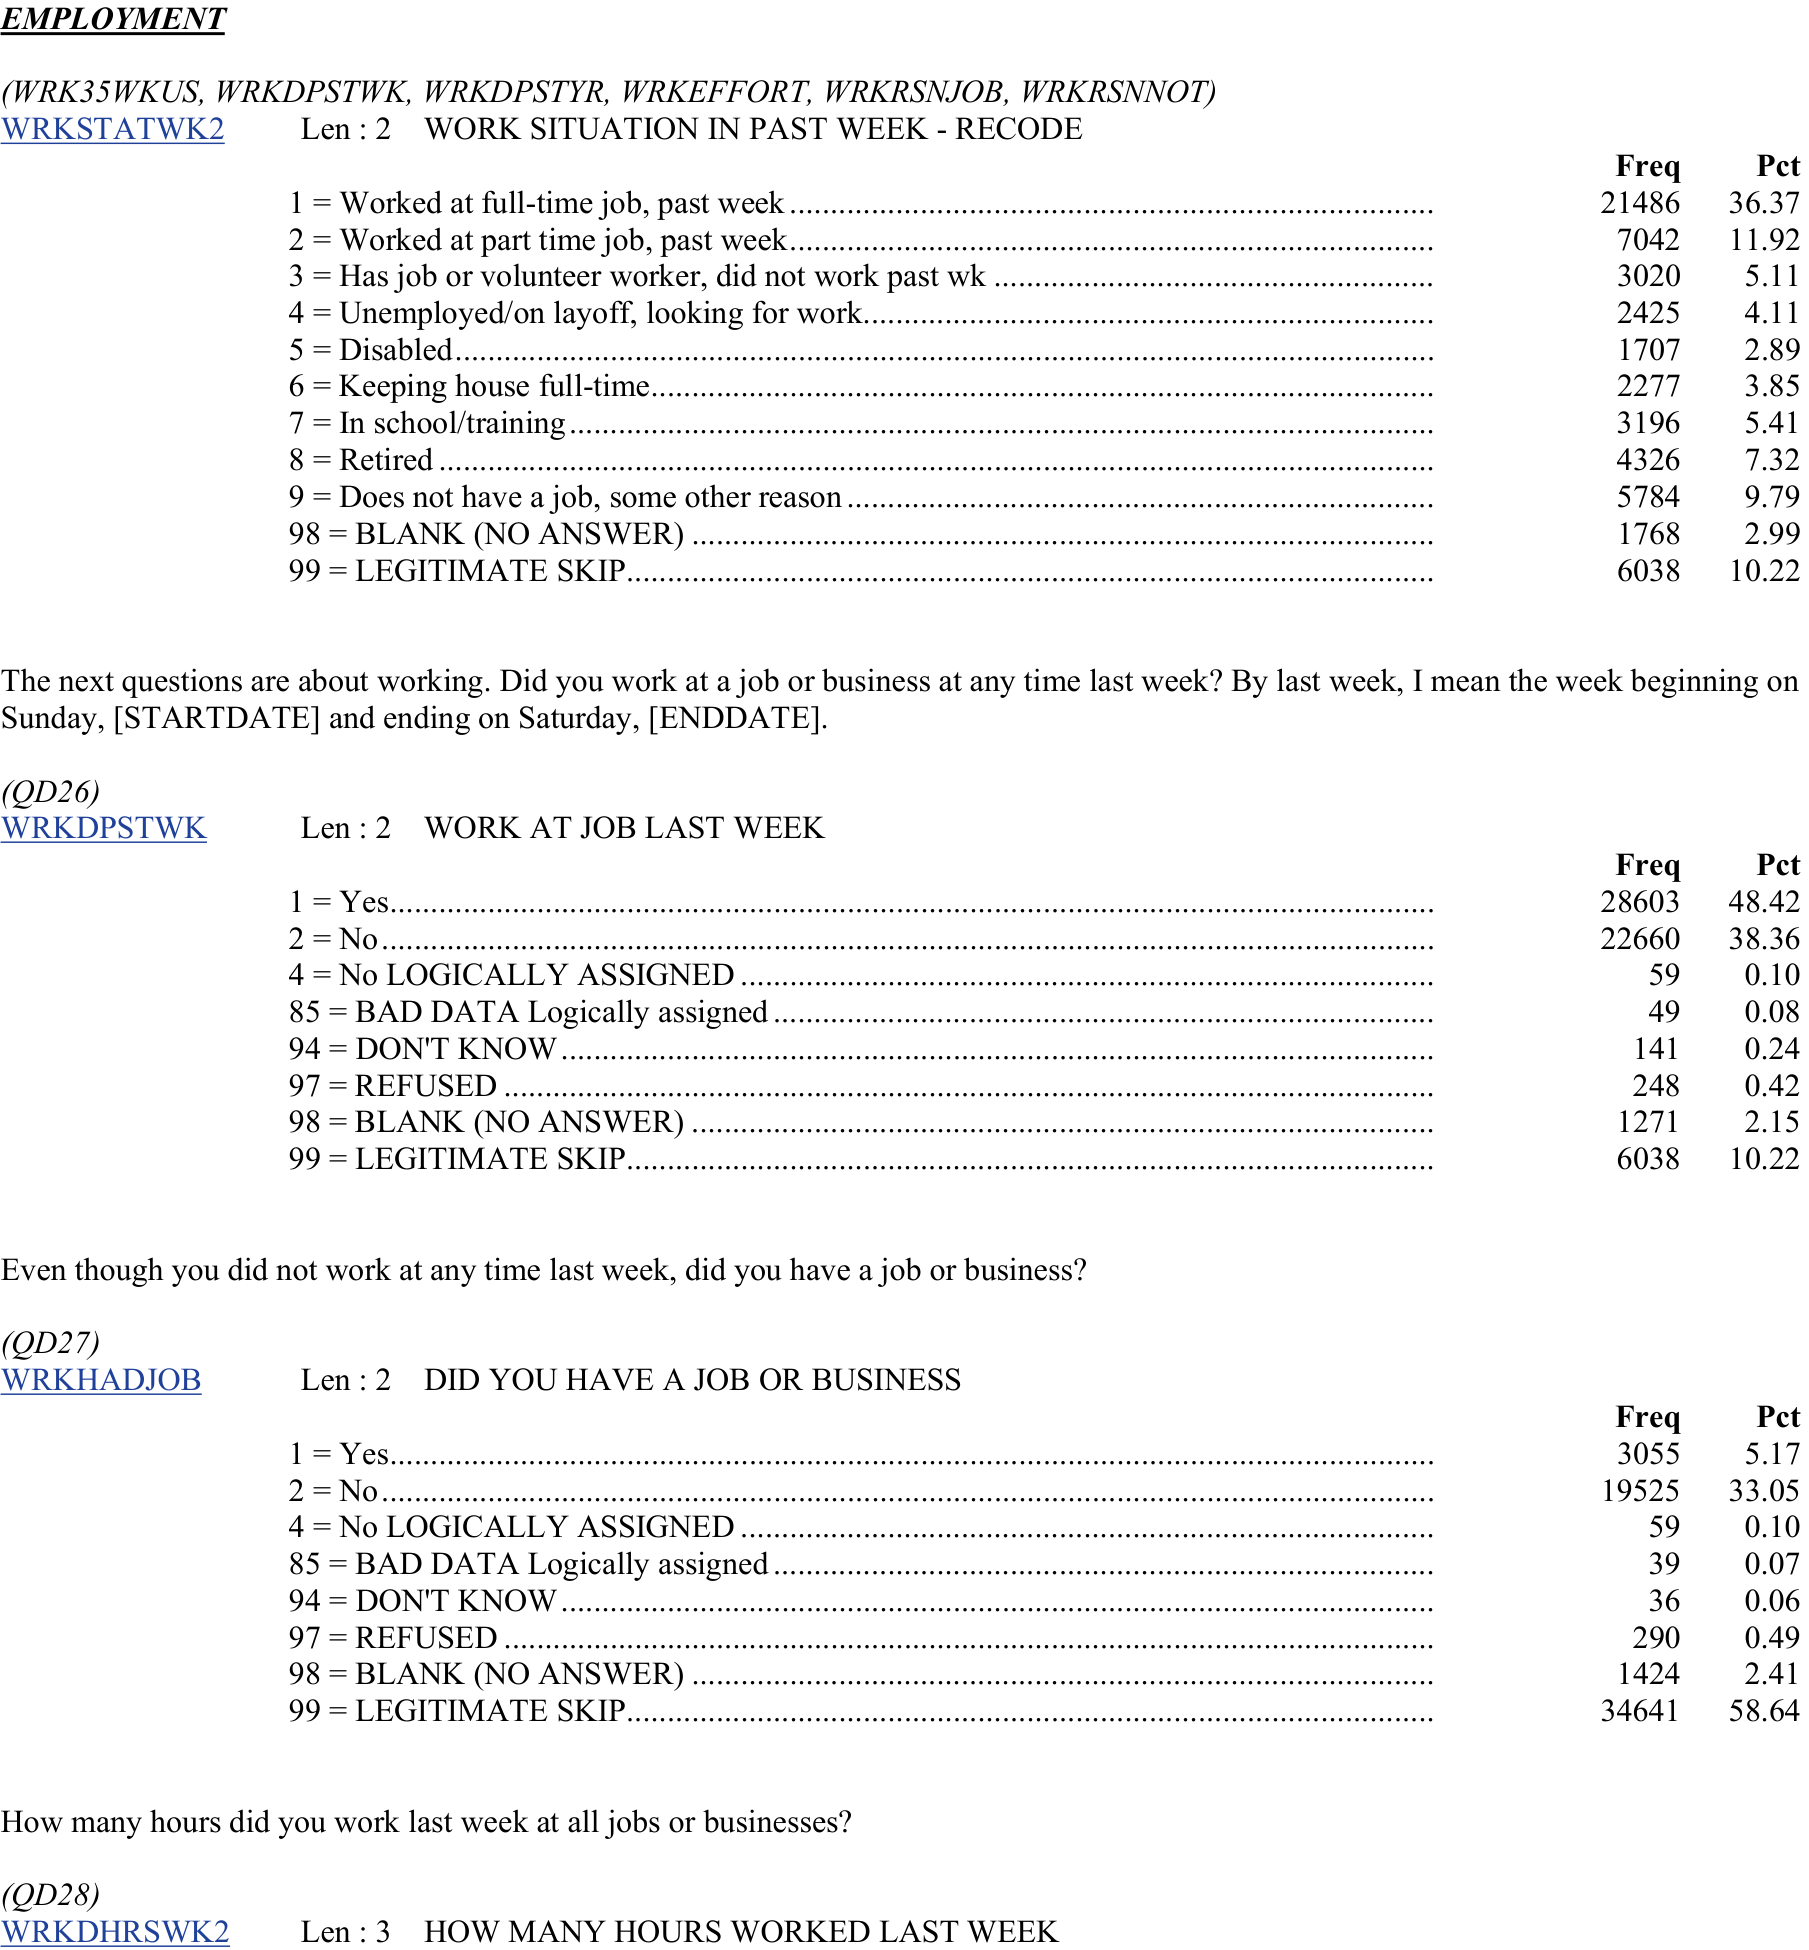 EMPLOYMENT
(WRK35WKUS, WRKDPSTWK, WRKDPSTYR, WRKEFFORT, WRKRSNJOB, WRKRSNNOT)
WRKSTATWK2 Len : 2 WORK SITUATION IN PAST WEEK - RECODE
Freq Pct
1 = Worked at full-time job, past week 21486 36.37
2 = Worked at part time job, past week 7042 11.92
3 = Has job or volunteer worker, did not work past wk 3020 5.11
4 = Unemployed/on layoff, looking for work 2425 4.11
5 = Disabled 1707 2.89
6 = Keeping house full-time 2277 3.85
7 = In school/training 3196 5.41
8 = Retired 4326 7.32
9 = Does not have a job, some other reason 5784 9.79
98 = BLANK (NO ANSWER) 1768 2.99
99 = LEGITIMATE SKIP 6038 10.22
The next questions are about working. Did you work at a job or business at any time last week? By last week, I mean the week beginning on
Sunday, [STARTDATE] and ending on Saturday, [ENDDATE].
(QD26)
WRKDPSTWK Len : 2 WORK AT JOB LAST WEEK
Freq Pct
1 = Yes 28603 48.42
2 = No 22660 38.36
4 = No LOGICALLY ASSIGNED 59 0.10
85 = BAD DATA Logically assigned 49 0.08
94 = DON'T KNOW 141 0.24
97 = REFUSED 248 0.42
98 = BLANK (NO ANSWER) 1271 2.15
99 = LEGITIMATE SKIP 6038 10.22
Even though you did not work at any time last week, did you have a job or business?
(QD27)
WRKHADJOB Len : 2 DID YOU HAVE A JOB OR BUSINESS
Freq Pct
1 = Yes 3055 5.17
2 = No 19525 33.05
4 = No LOGICALLY ASSIGNED 59 0.10
85 = BAD DATA Logically assigned 39 0.07
94 = DON'T KNOW 36 0.06
97 = REFUSED 290 0.49
98 = BLANK (NO ANSWER) 1424 2.41
99 = LEGITIMATE SKIP 34641 58.64
How many hours did you work last week at all jobs or businesses?
(QD28)
WRKDHRSWK2 Len : 3 HOW MANY HOURS WORKED LAST WEEK